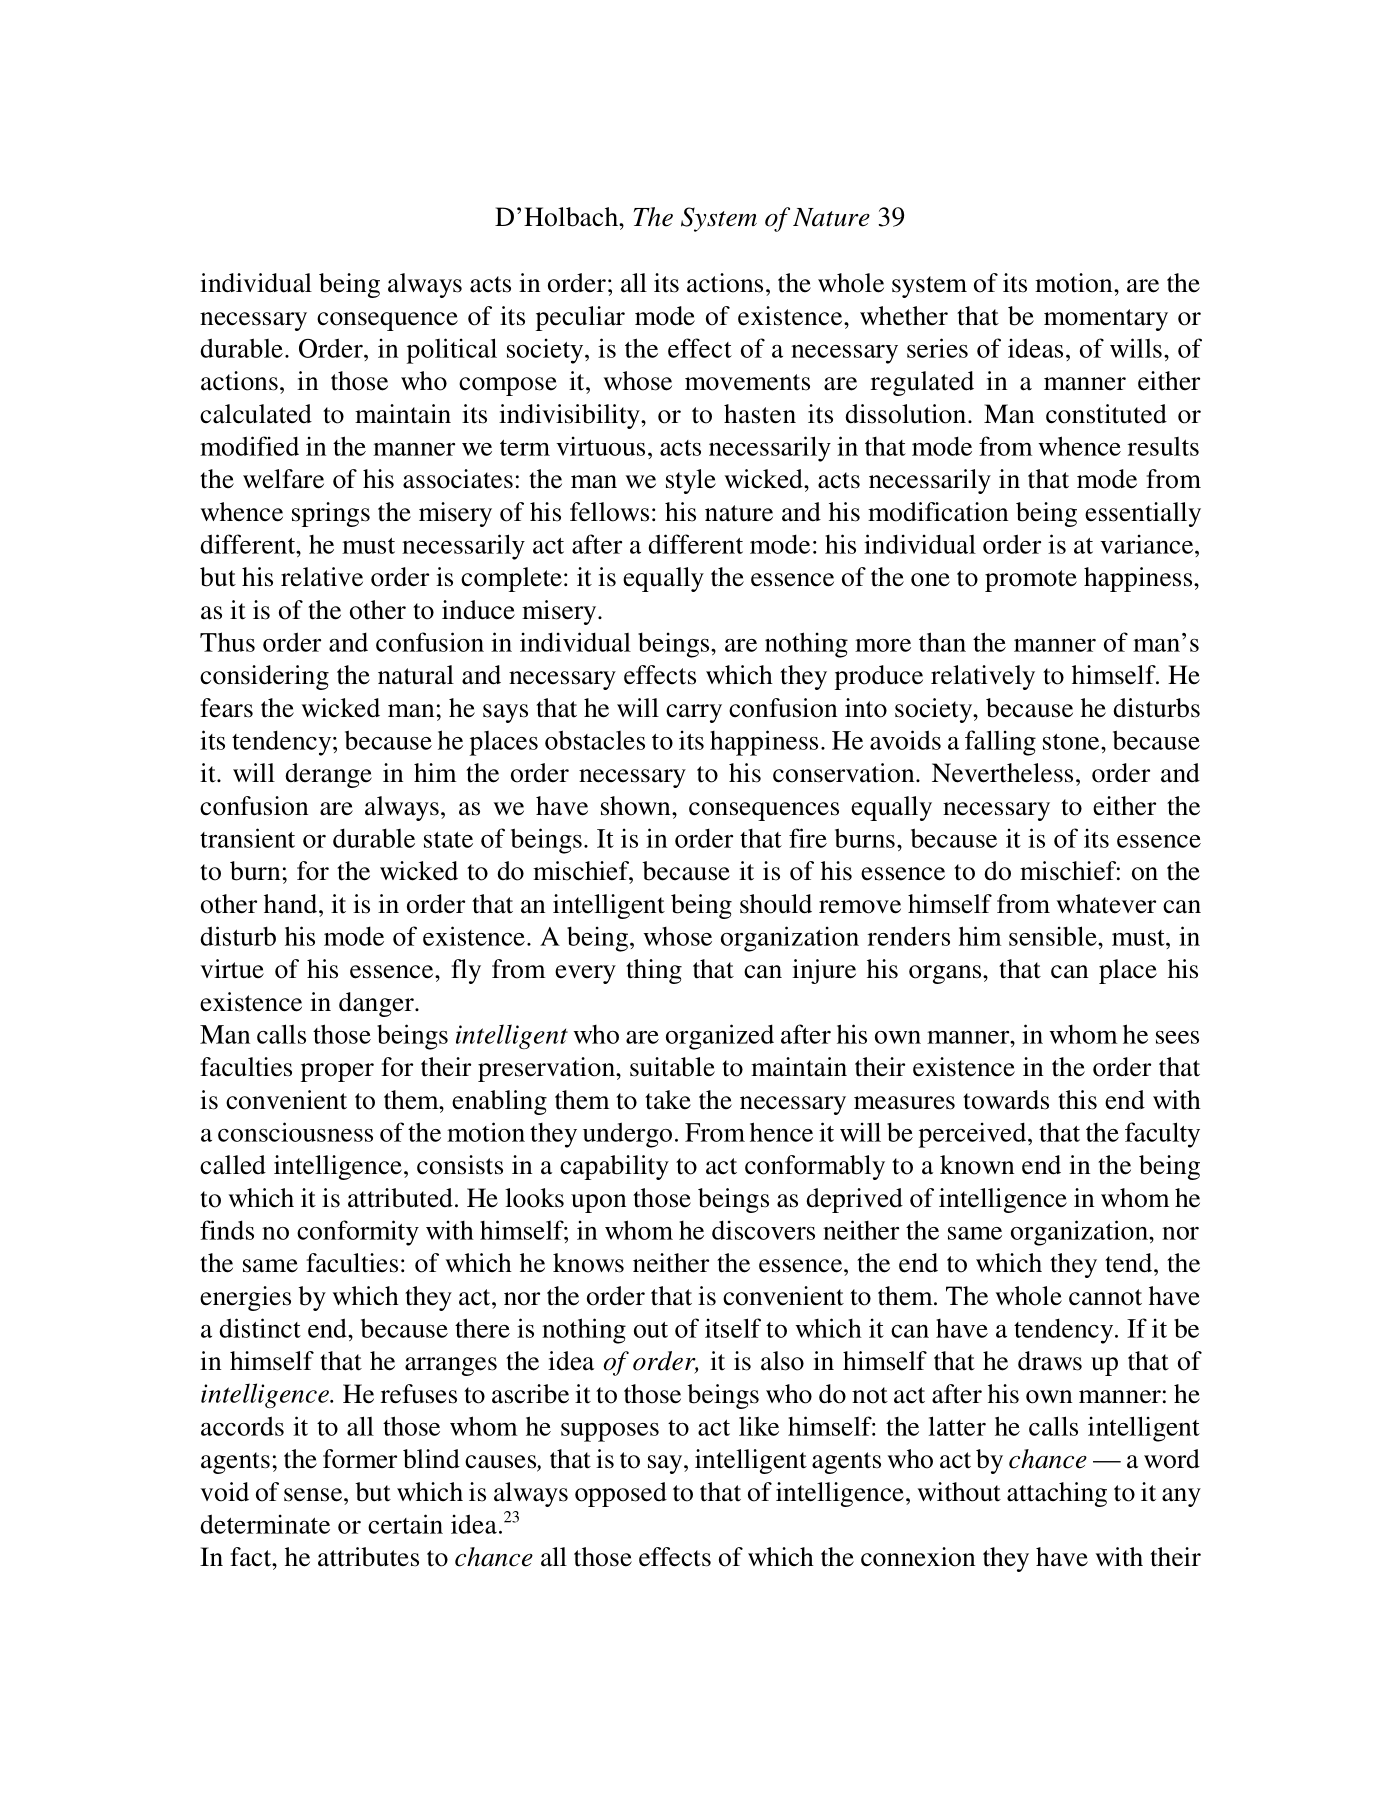 D’Holbach, The System of Nature 39
individual being always acts in order; all its actions, the whole system of its motion, are the
necessary consequence of its peculiar mode of existence, whether that be momentary or
durable. Order, in political society, is the effect of a necessary series of ideas, of wills, of
actions, in those who compose it, whose movements are regulated in a manner either
calculated to maintain its indivisibility, or to hasten its dissolution. Man constituted or
modified in the manner we term virtuous, acts necessarily in that mode from whence results
the welfare of his associates: the man we style wicked, acts necessarily in that mode from
whence springs the misery of his fellows: his nature and his modification being essentially
different, he must necessarily act after a different mode: his individual order is at variance,
but his relative order is complete: it is equally the essence of the one to promote happiness,
as it is of the other to induce misery.
Thus order and confusion in individual beings, are nothing more than the manner of man’s
considering the natural and necessary effects which they produce relatively to himself. He
fears the wicked man; he says that he will carry confusion into society, because he disturbs
its tendency; because he places obstacles to its happiness. He avoids a falling stone, because
it. will derange in him the order necessary to his conservation. Nevertheless, order and
confusion are always, as we have shown, consequences equally necessary to either the
transient or durable state of beings. It is in order that fire burns, because it is of its essence
to burn; for the wicked to do mischief, because it is of his essence to do mischief: on the
other hand, it is in order that an intelligent being should remove himself from whatever can
disturb his mode of existence. A being, whose organization renders him sensible, must, in
virtue of his essence, fly from every thing that can injure his organs, that can place his
existence in danger.
Man calls those beings intelligent who are organized after his own manner, in whom he sees
faculties proper for their preservation, suitable to maintain their existence in the order that
is convenient to them, enabling them to take the necessary measures towards this end with
a consciousness of the motion they undergo. From hence it will be perceived, that the faculty
called intelligence, consists in a capability to act conformably to a known end in the being
to which it is attributed. He looks upon those beings as deprived of intelligence in whom he
finds no conformity with himself; in whom he discovers neither the same organization, nor
the same faculties: of which he knows neither the essence, the end to which they tend, the
energies by which they act, nor the order that is convenient to them. The whole cannot have
a distinct end, because there is nothing out of itself to which it can have a tendency. If it be
in himself that he arranges the idea of order, it is also in himself that he draws up that of
intelligence. He refuses to ascribe it to those beings who do not act after his own manner: he
accords it to all those whom he supposes to act like himself: the latter he calls intelligent
agents; the former blind causes, that is to say, intelligent agents who act by chance — a word
void of sense, but which is always opposed to that of intelligence, without attaching to it any
determinate or certain idea.23
In fact, he attributes to chance all those effects of which the connexion they have with their